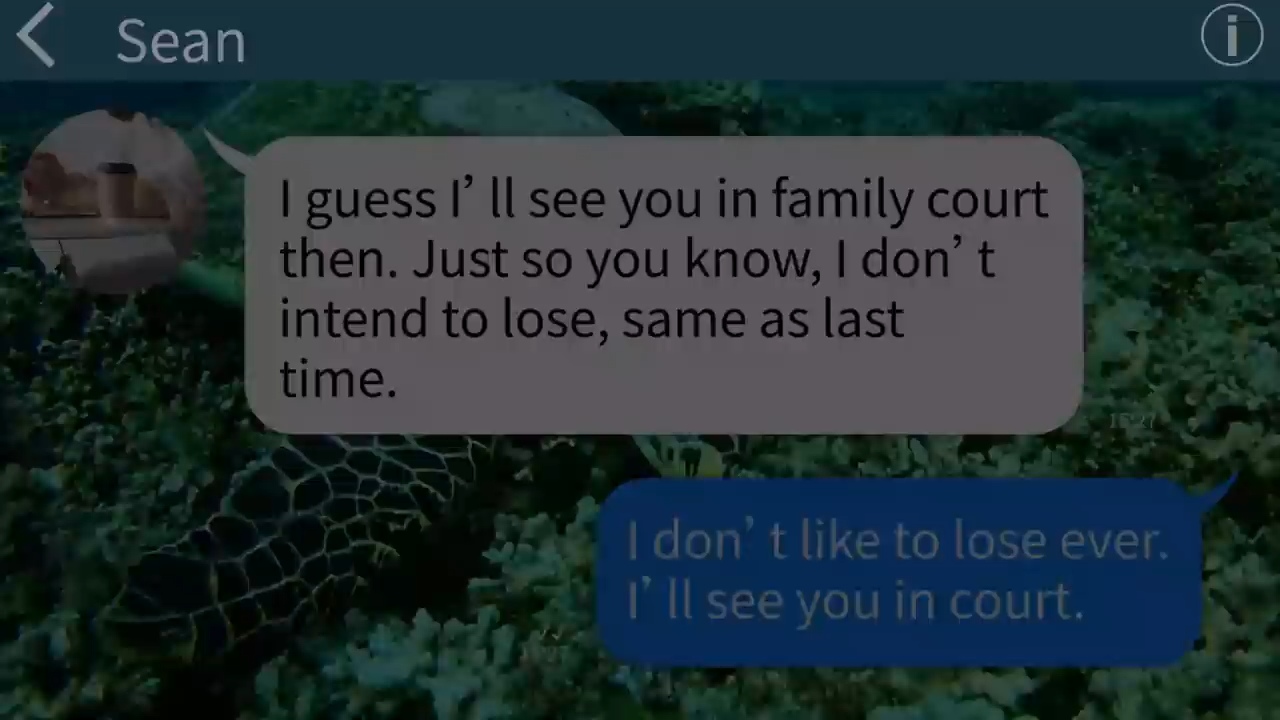 Sean
I guess I’ ll see you in family court
then. Just so you know, I don’ t
intend to lose, same as last
time.
I don’ t like to lose ever.
I’ ll see you in court.